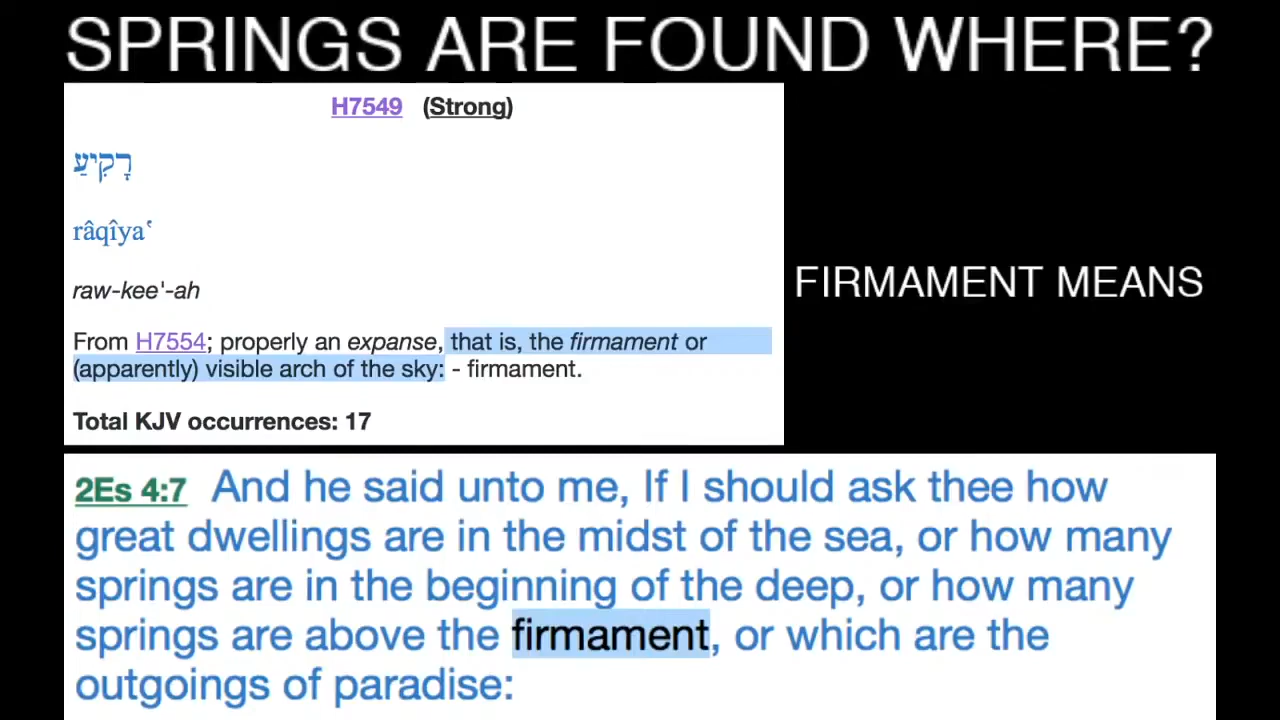 SPRINGS ARE FOUND WHERE?
H7549 (Strong)
רָקִיעַ
râqîya‛
raw-kee'-ah
From H7554; properly an expanse, that is, the firmament or
(apparently) visible arch of the sky: - firmament.
Total KJV occurrences: 17
FIRMAMENT MEANS
2Es 4:7 And he said unto me, If I should ask thee how
great dwellings are in the midst of the sea, or how many
springs are in the beginning of the deep, or how many
springs are above the firmament, or which are the
outgoings of paradise: